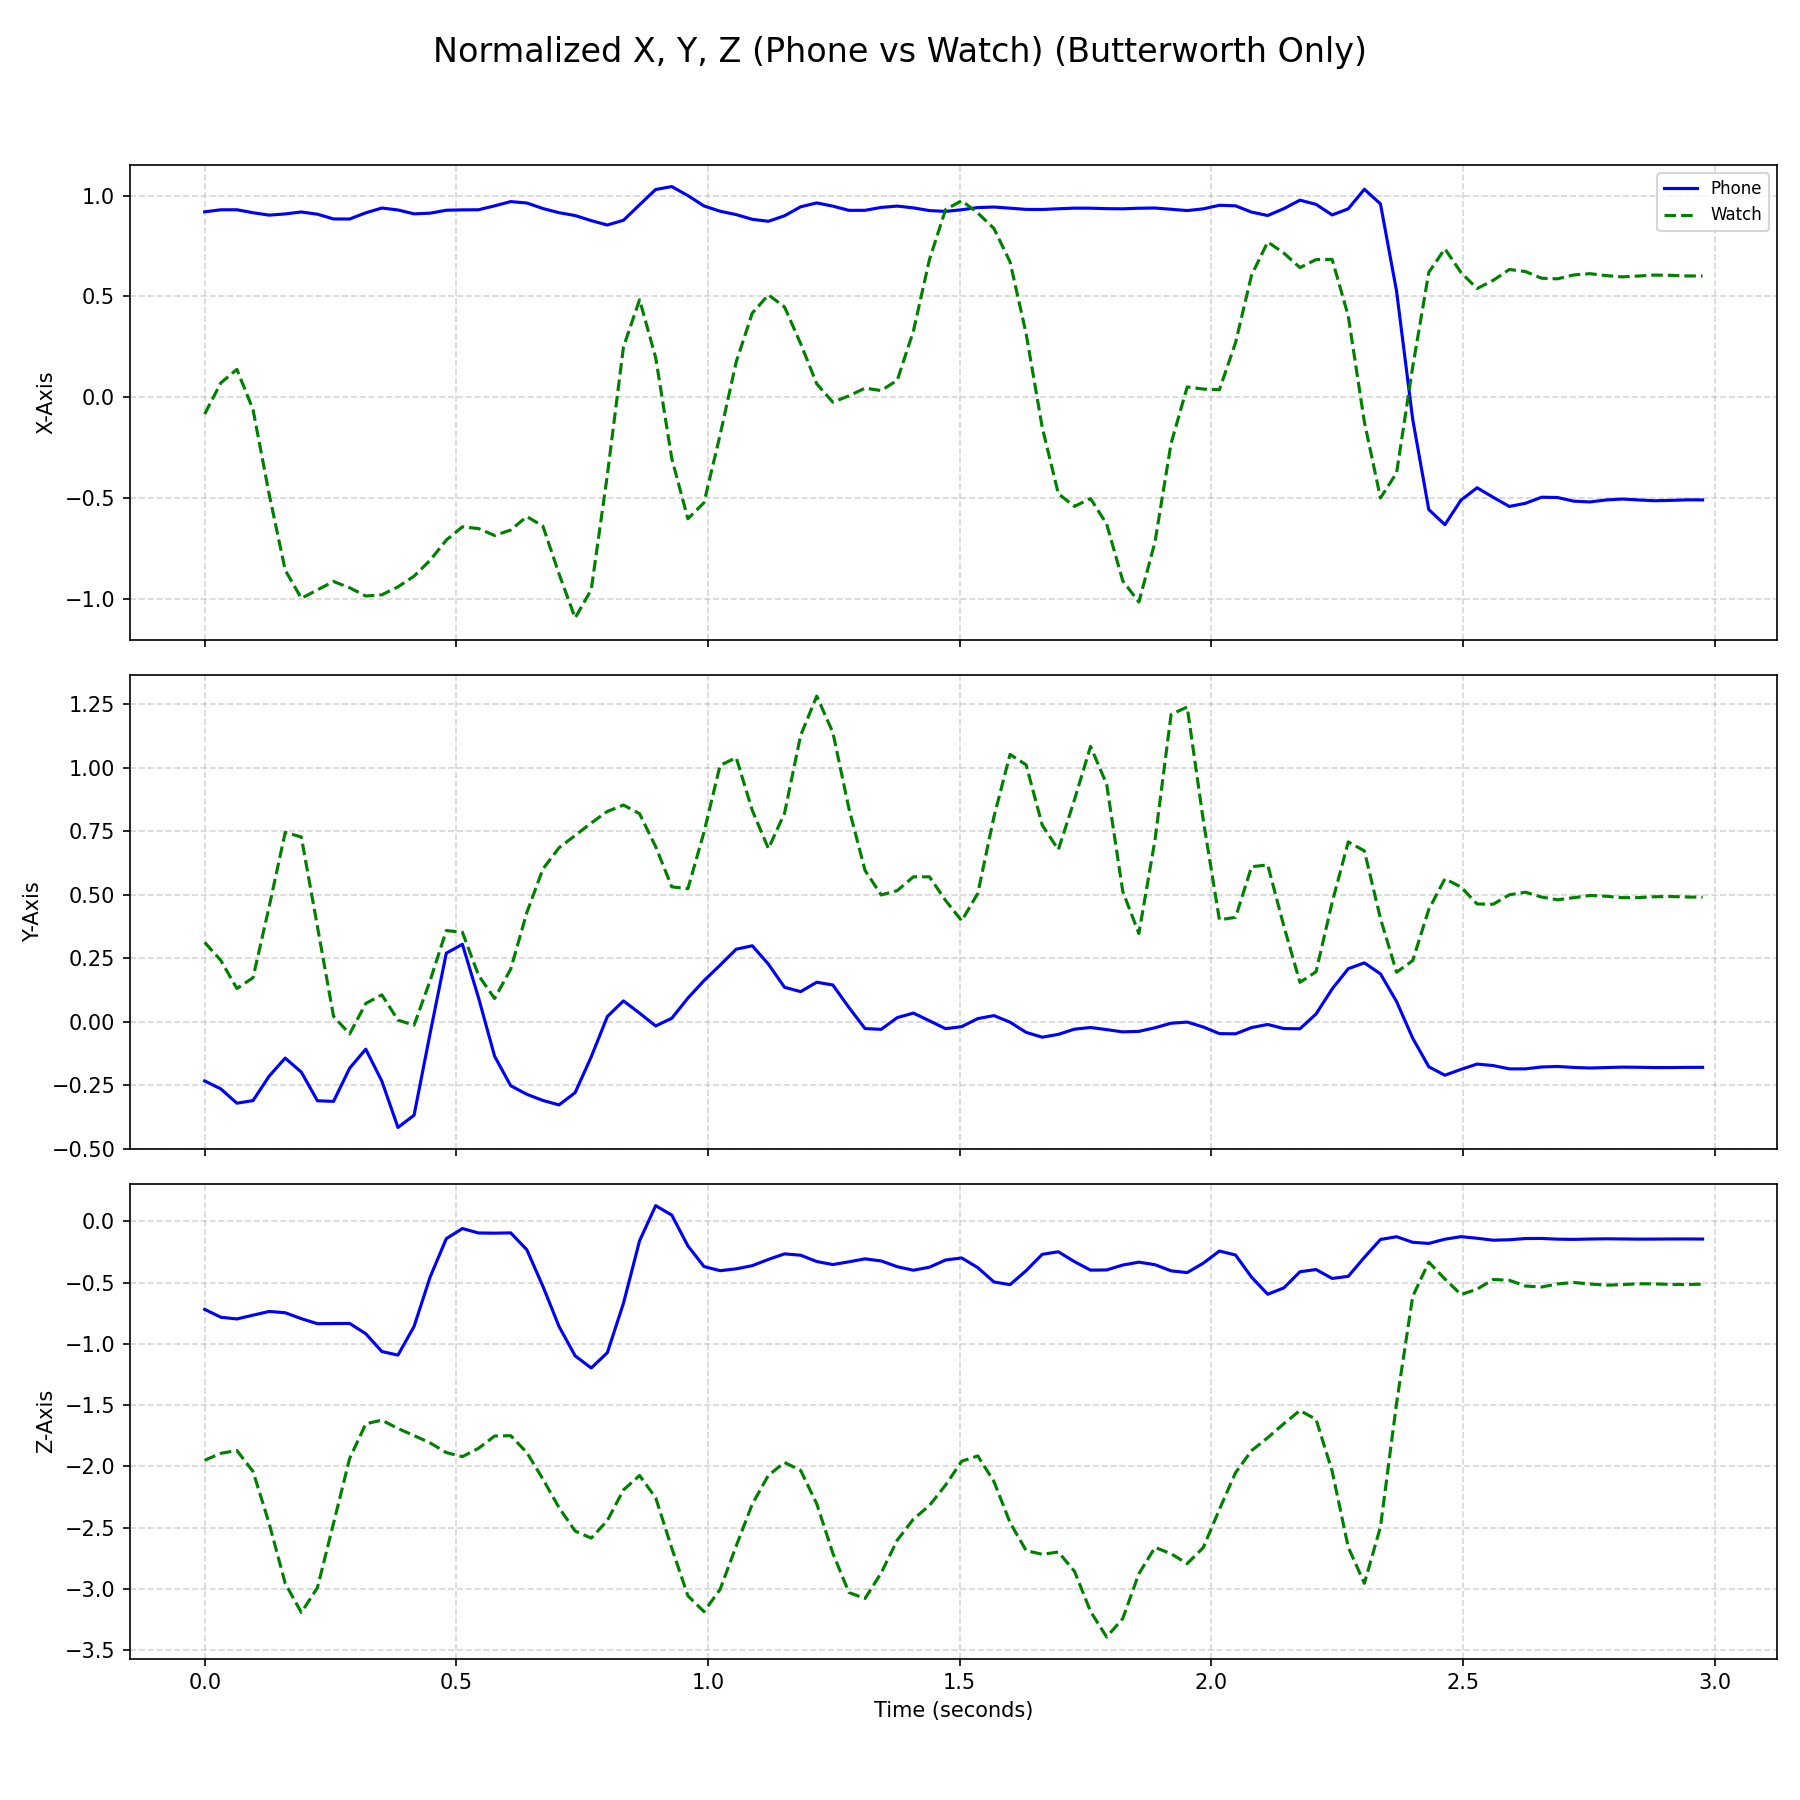 Normalized X, Y, Z (Phone vs Watch) (Butterworth Only)
1.0
0.5
0.0
−0.5
−1.0
X-Axis
Phone
Watch
1.25
1.00
0.75
0.50
0.25
0.00
−0.25
−0.50
Y-Axis
0.0
−0.5
−1.0
−1.5
−2.0
−2.5
−3.0
−3.5
Z-Axis
0.0 0.5 1.0 1.5 2.0 2.5 3.0
Time (seconds)